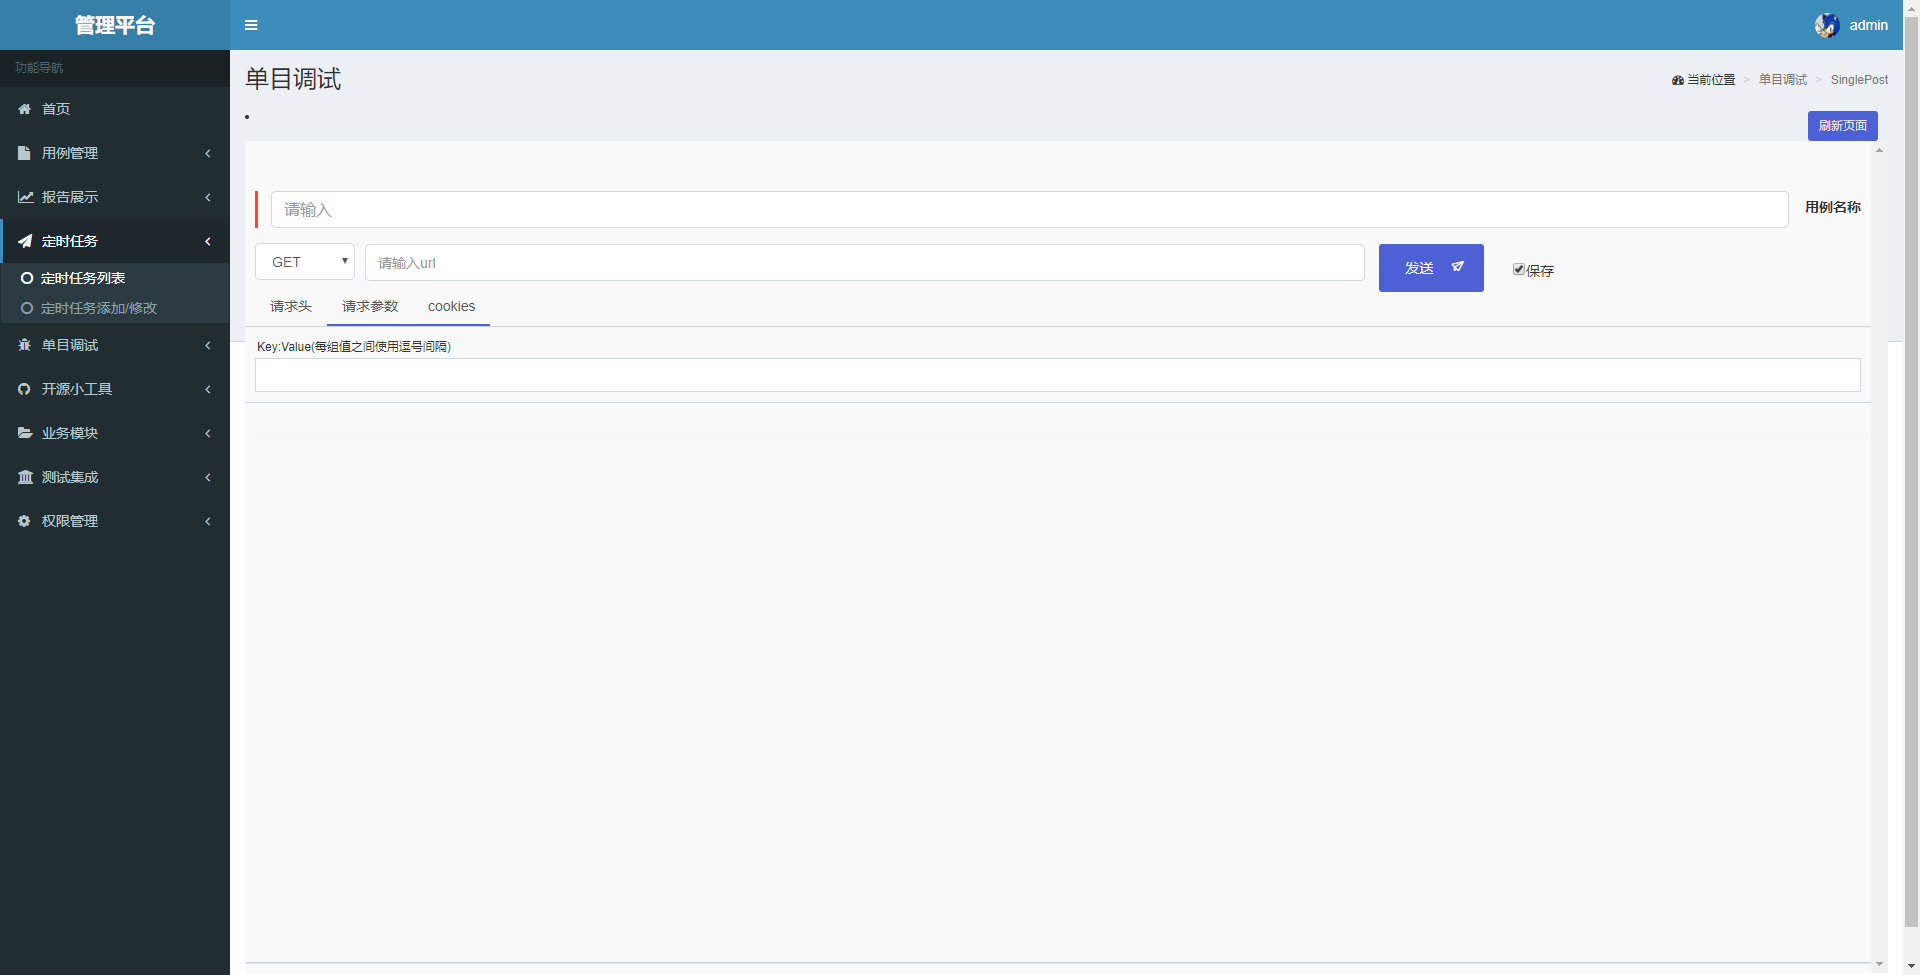 管理平台
admin
功能导航
首页
用例管理
报告展示
定时任务
定时任务列表
定时任务添加/修改
单目调试
开源小工具
业务模块
测试集成
权限管理
单目调试
当前位置 > 单目调试 > SinglePost
刷新页面
请输入
用例名称
GET
请输入url
发送
保存
请求头
请求参数
cookies
Key:Value(每组值之间使用逗号间隔)